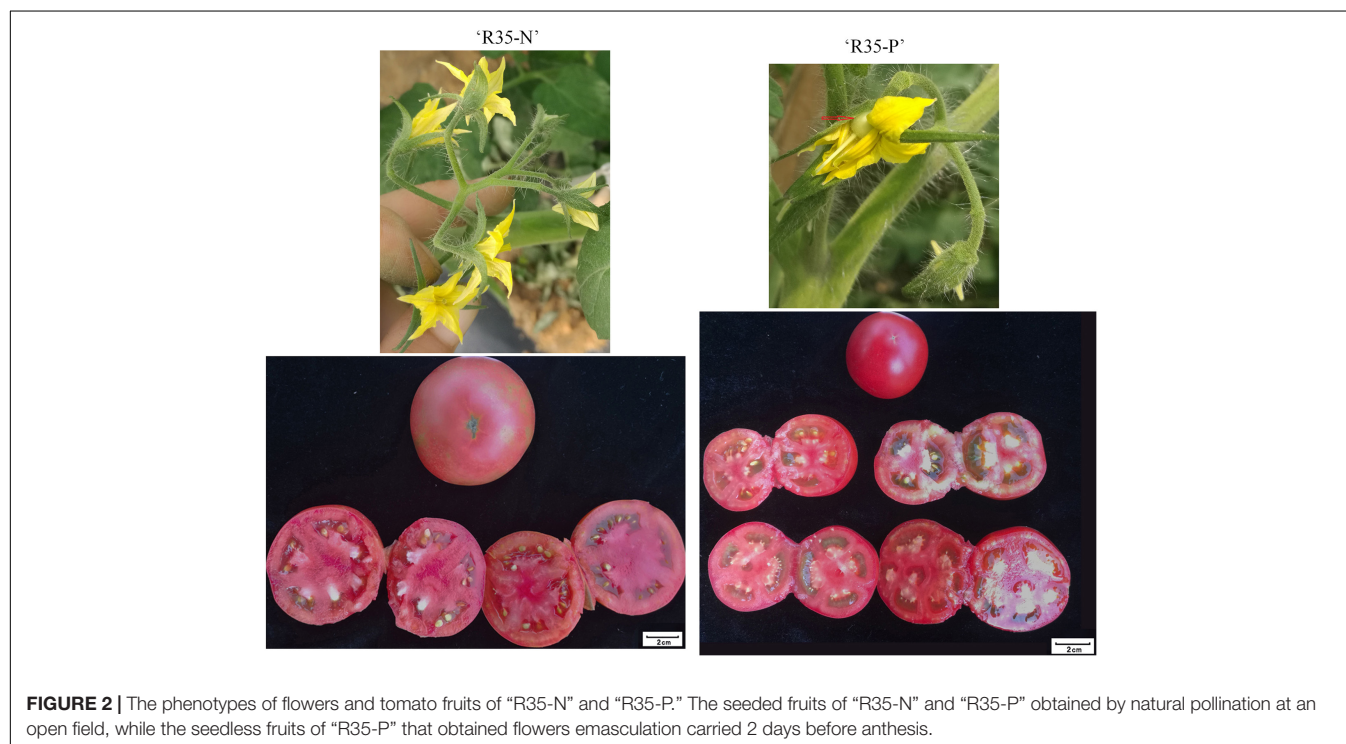 ‘R35-N’
‘R35-P’
2cm
2cm
FIGURE 2 | The phenotypes of flowers and tomato fruits of “R35-N” and “R35-P.” The seeded fruits of “R35-N” and “R35-P” obtained by natural pollination at an
open field, while the seedless fruits of “R35-P” that obtained flowers emasculation carried 2 days before anthesis.